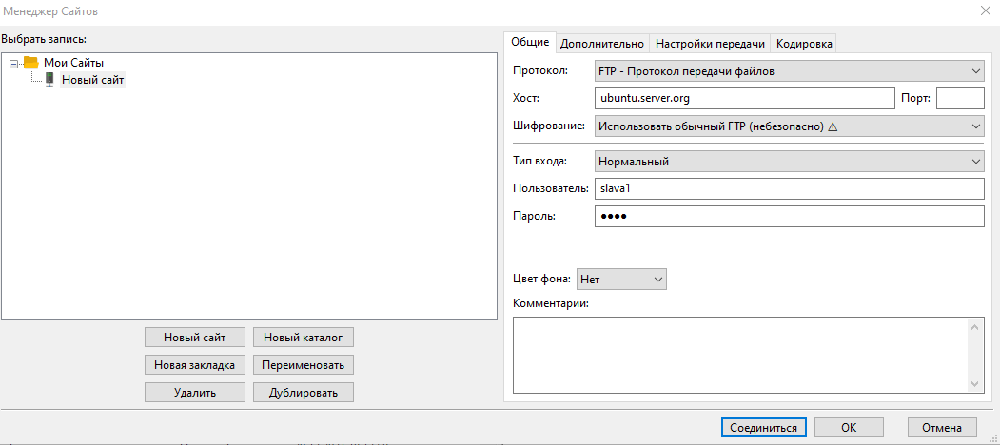 Менеджер Сайтов
Выбрать запись:
Мои Сайты
Новый сайт
Новый сайт Новый каталог
Новая закладка Переименовать
Удалить Дублировать
Общие Дополнительно Настройки передачи Кодировка
Протокол: FTP - Протокол передачи файлов
Хост: ubuntu.server.org Порт:
Шифрование: Использовать обычный FTP (небезопасно) ⚠
Тип входа: Нормальный
Пользователь: slava1
Пароль: ●●●●
Цвет фона: Нет
Комментарии:
Соединиться OK Отмена